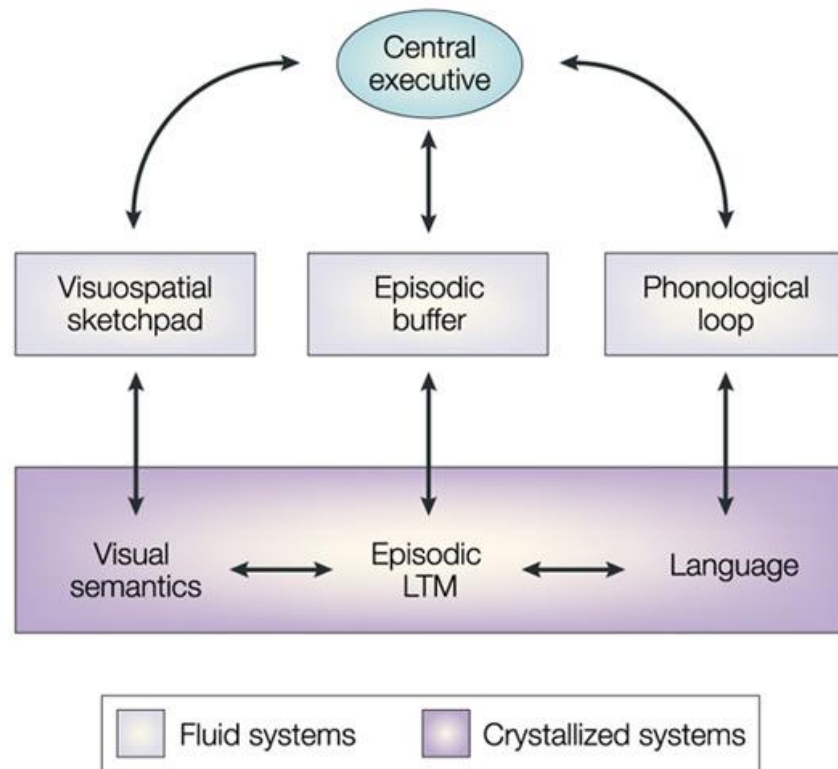 Central
executive
Visuospatial
sketchpad
Episodic
buffer
Phonological
loop
Visual
semantics
Episodic
LTM
Language
Fluid systems
Crystallized systems